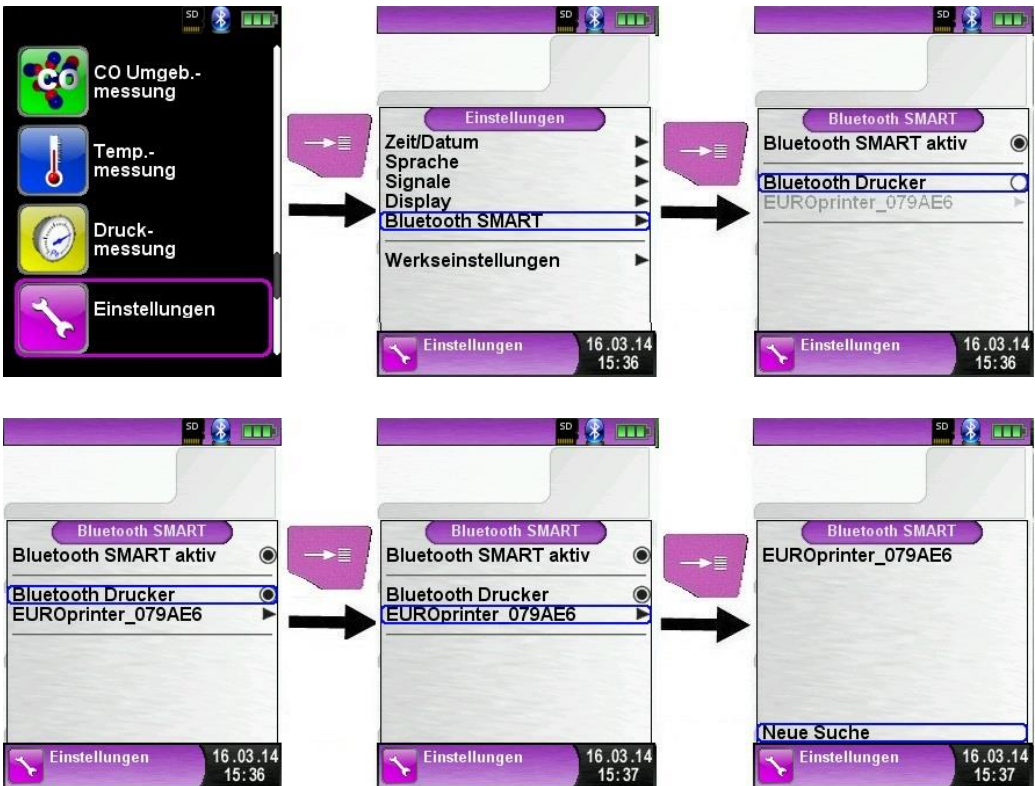 SD
CO
CO Umgeb.-
messung
Temp.-
messung
Druck-
messung
Einstellungen
SD
Einstellungen
Zeit/Datum
Sprache
Signale
Display
Bluetooth SMART
Werkseinstellungen
Einstellungen
16.03.14
15:36
SD
Bluetooth SMART
Bluetooth SMART aktiv
Bluetooth Drucker
EUROprinter_079AE6
Einstellungen
16.03.14
15:36
SD
Bluetooth SMART
Bluetooth SMART aktiv
Bluetooth Drucker
EUROprinter_079AE6
Einstellungen
16.03.14
15:36
SD
Bluetooth SMART
Bluetooth SMART aktiv
Bluetooth Drucker
EUROprinter_079AE6
Einstellungen
16.03.14
15:37
SD
Bluetooth SMART
EUROprinter_079AE6
Neue Suche
Einstellungen
16.03.14
15:37